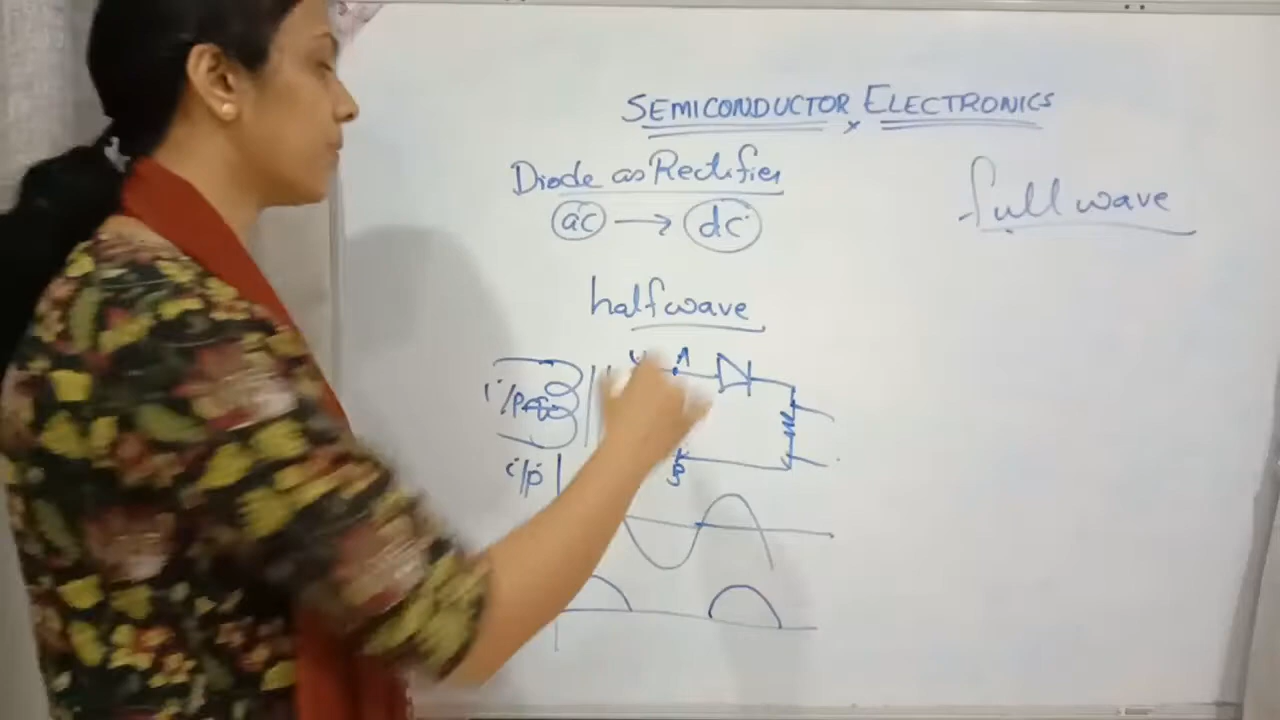 SEMICONDUCTOR ELECTRONICS
Diode as Rectifier
ac → dc
full wave
halfwave
A
i/p
B
i/p